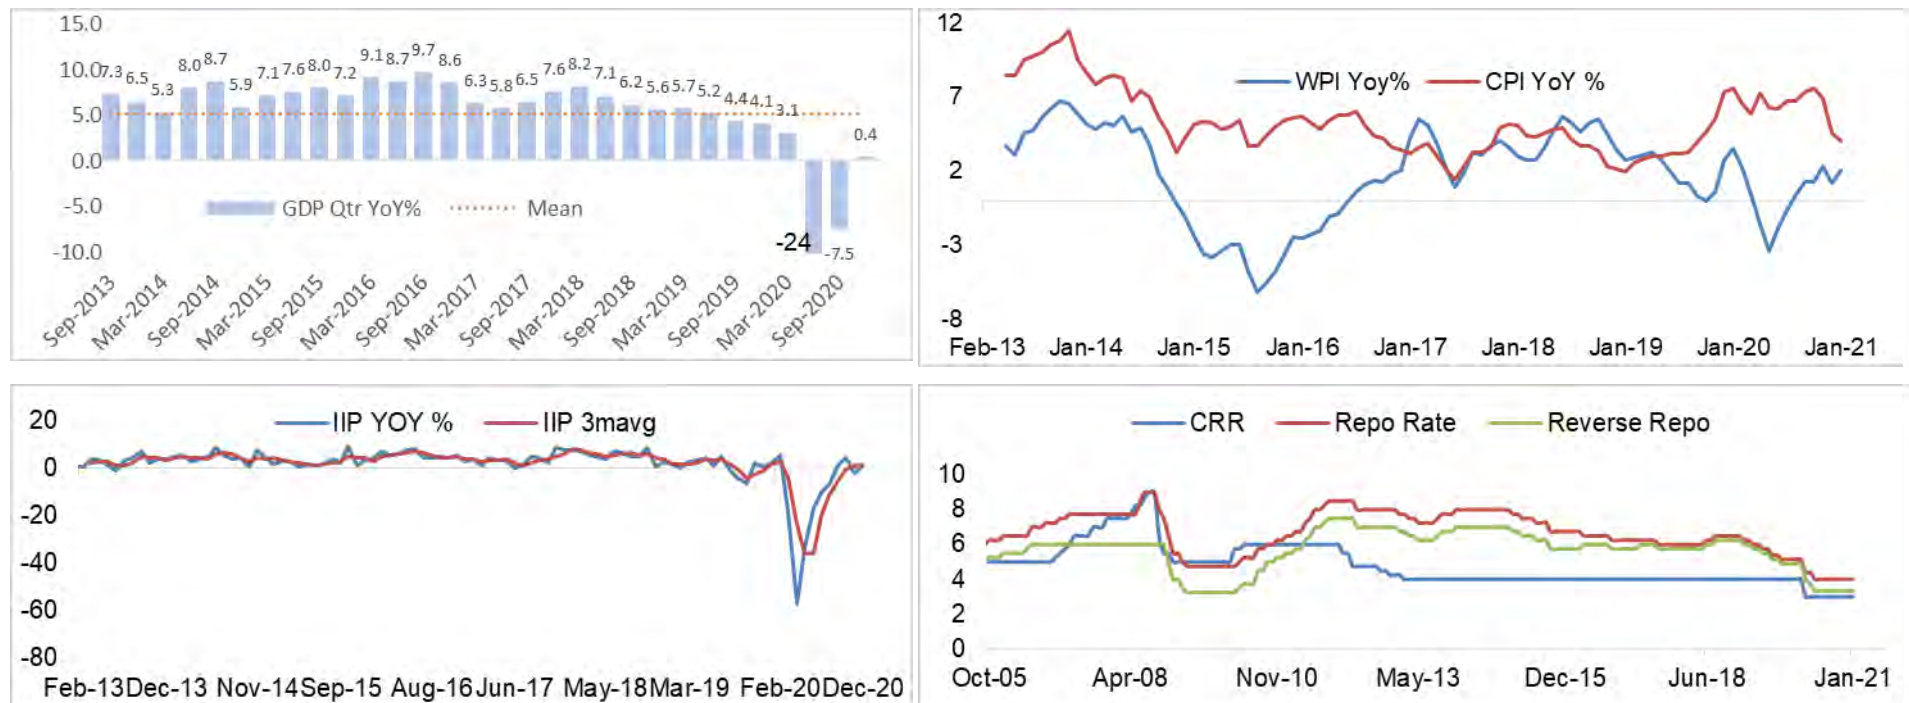 15.0
10.0
5.0
0.0
-5.0
-10.0
7.3 6.5 5.3 8.0 8.7 5.9 7.1 7.6 8.0 7.2 9.1 8.7 9.7 8.6 6.3 5.8 6.5 7.6 8.2 7.1 6.2 5.6 5.7 5.2 4.4 4.1 3.1 -24 -7.5 0.4
GDP Qtr YoY% Mean
Sep-2013 Mar-2014 Sep-2014 Mar-2015 Sep-2015 Mar-2016 Sep-2016 Mar-2017 Sep-2017 Mar-2018 Sep-2018 Mar-2019 Sep-2019 Mar-2020 Sep-2020
12
7
2
-3
-8
WPI Yoy% CPI YoY %
Feb-13 Jan-14 Jan-15 Jan-16 Jan-17 Jan-18 Jan-19 Jan-20 Jan-21
20
0
-20
-40
-60
-80
IIP YOY % IIP 3mavg
Feb-13 Dec-13 Nov-14 Sep-15 Aug-16 Jun-17 May-18 Mar-19 Feb-20 Dec-20
CRR Repo Rate Reverse Repo
10
8
6
4
2
0
Oct-05 Apr-08 Nov-10 May-13 Dec-15 Jun-18 Jan-21